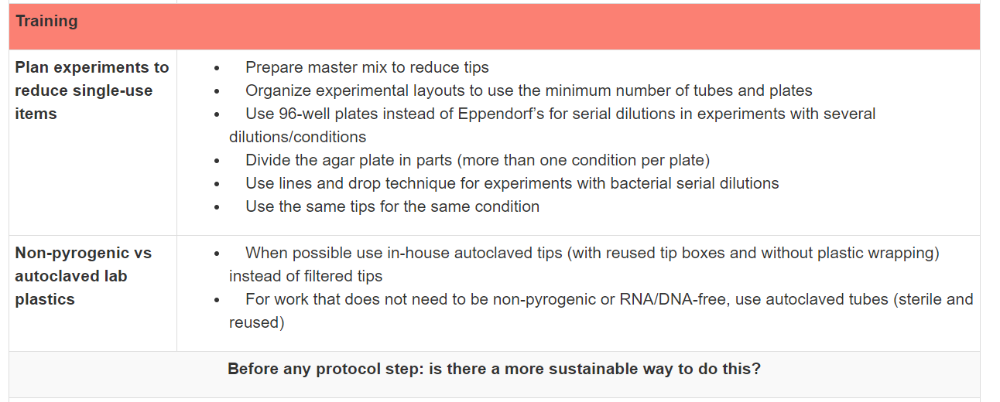 Training
Plan experiments to
reduce single-use
items
• Prepare master mix to reduce tips
• Organize experimental layouts to use the minimum number of tubes and plates
• Use 96-well plates instead of Eppendorf’s for serial dilutions in experiments with several
dilutions/conditions
• Divide the agar plate in parts (more than one condition per plate)
• Use lines and drop technique for experiments with bacterial serial dilutions
• Use the same tips for the same condition
Non-pyrogenic vs
autoclaved lab
plastics
• When possible use in-house autoclaved tips (with reused tip boxes and without plastic wrapping)
instead of filtered tips
• For work that does not need to be non-pyrogenic or RNA/DNA-free, use autoclaved tubes (sterile and
reused)
Before any protocol step: is there a more sustainable way to do this?